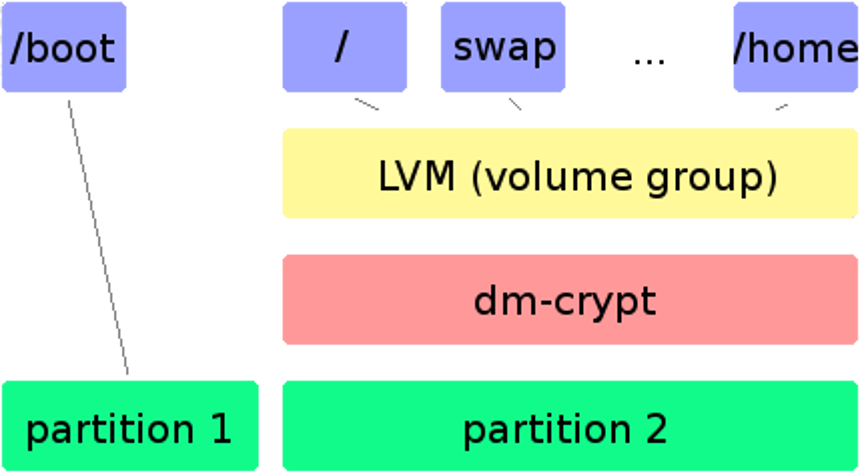 /boot
/
swap
...
/home
LVM (volume group)
dm-crypt
partition 1
partition 2